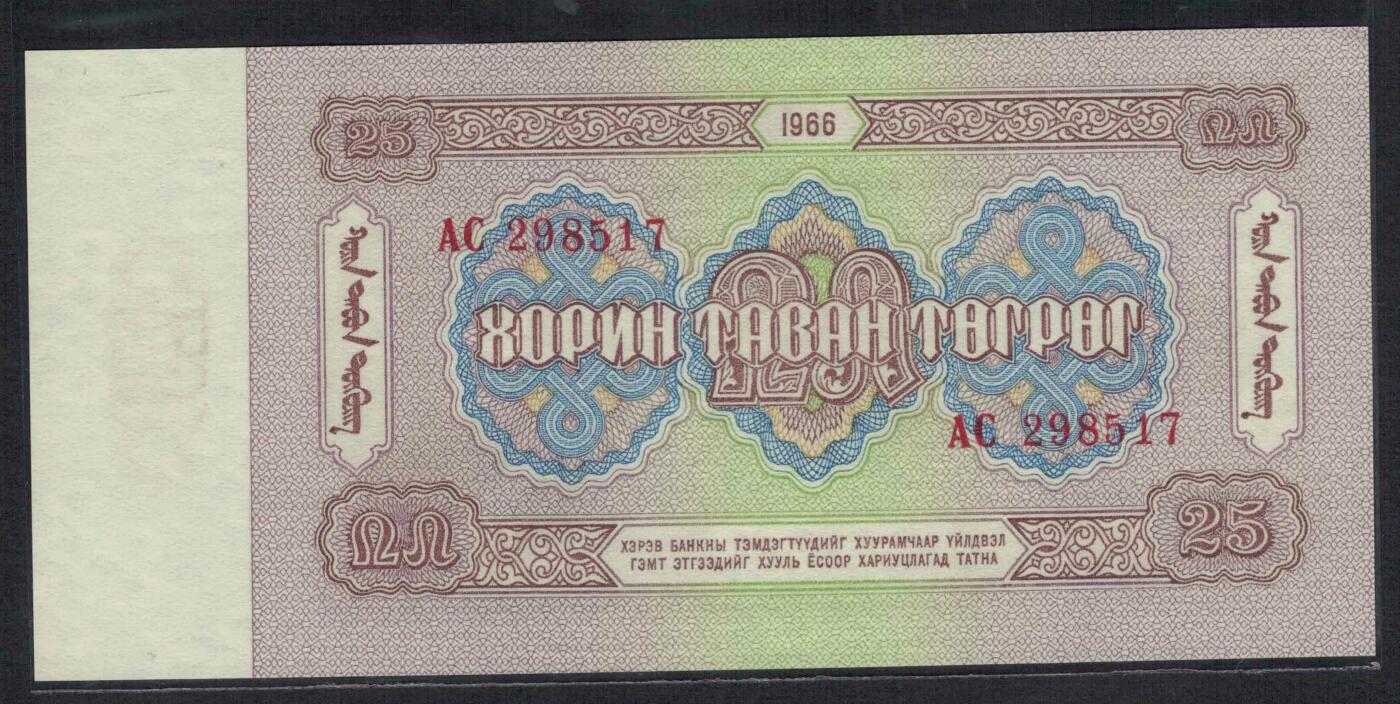 25
1966
᠒᠕
АС 298517
ХОРИН ТАВАН ТӨГРӨГ
АС 298517
25
ХЭРЭВ БАНКНЫ ТЭМДЭГТҮҮДИЙГ ХУУРАМЧААР ҮЙЛДВЭЛ
ГЭМТ ЭТГЭЭДИЙГ ХУУЛЬ ЁСООР ХАРИУЦЛАГАД ТАТНА